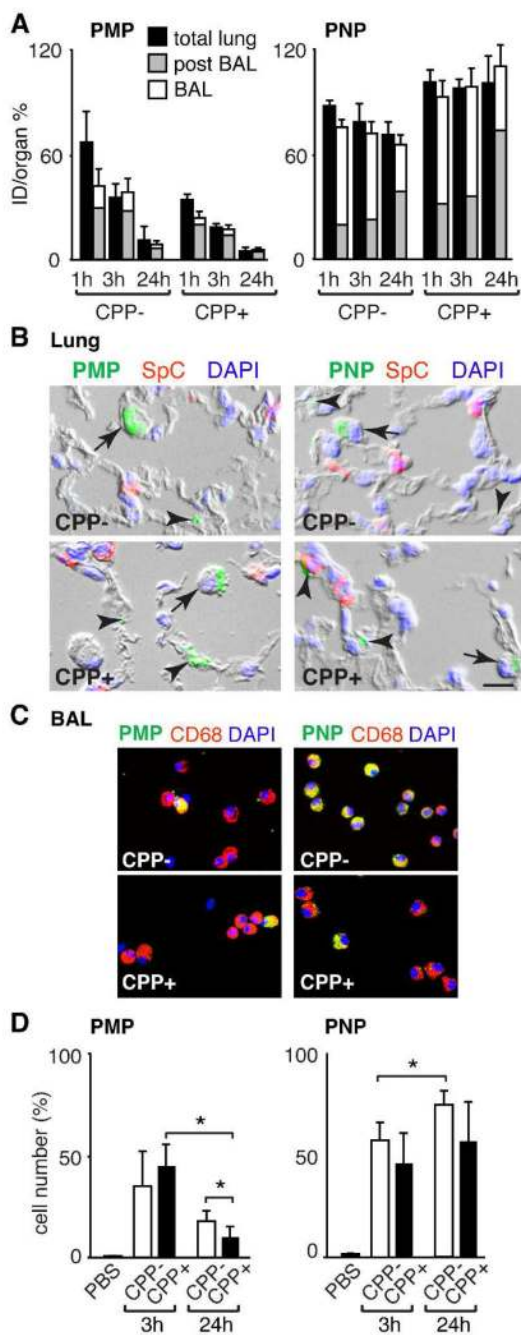 A
PMP
PNP
total lung
post BAL
BAL
ID/organ %
120
60
0
1h 3h 24h 1h 3h 24h
CPP- CPP+
120
60
0
1h 3h 24h 1h 3h 24h
CPP- CPP+
B Lung
PMP SpC DAPI
PNP SpC DAPI
CPP-
CPP-
CPP+
CPP+
C BAL
PMP CD68 DAPI
PNP CD68 DAPI
CPP-
CPP-
CPP+
CPP+
D
PMP
PNP
cell number (%)
100
50
0
*
*
PBS CPP- CPP+ CPP- CPP+
3h 24h
100
50
0
*
PBS CPP- CPP+ CPP- CPP+
3h 24h